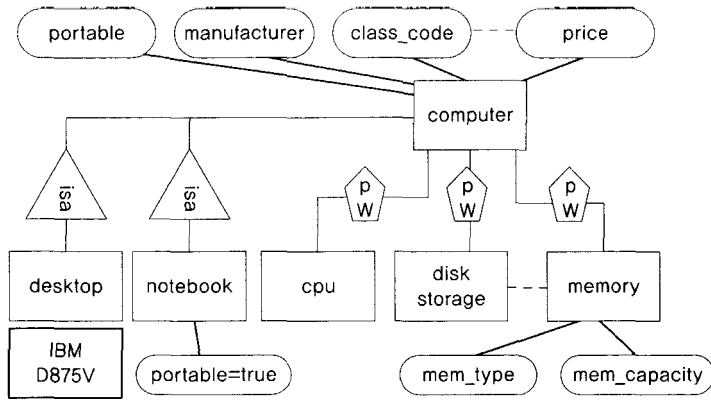 portable
manufacturer
class_code
price
computer
isa
isa
p
W
p
W
p
W
desktop
notebook
cpu
disk
storage
memory
IBM
D875V
portable=true
mem_type
mem_capacity